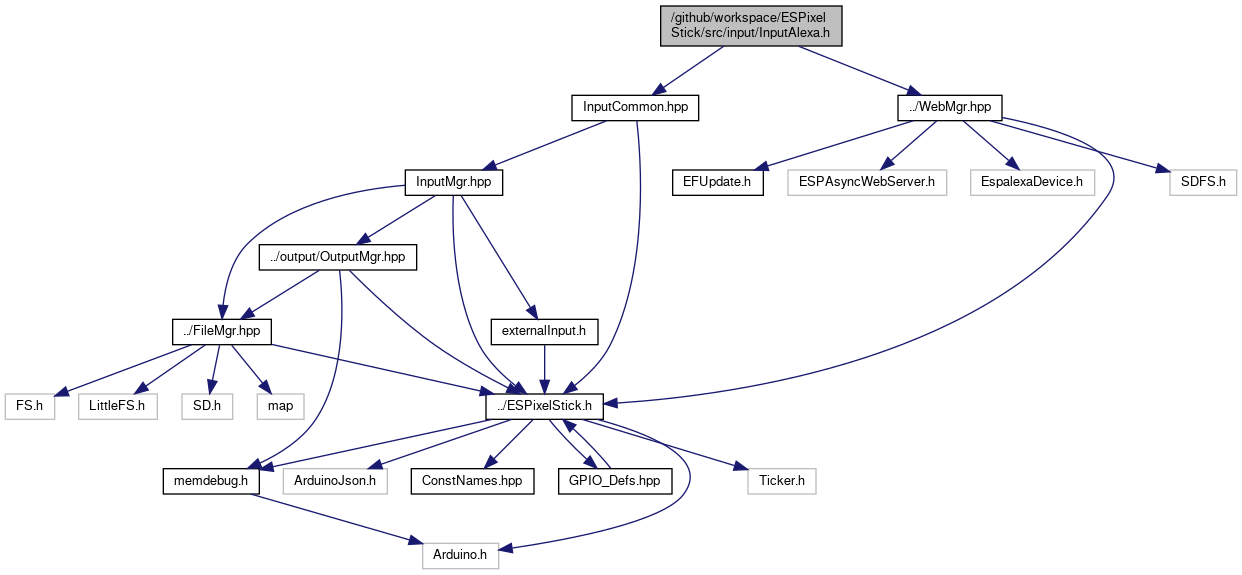 /github/workspace/ESPixel
Stick/src/input/InputAlexa.h
InputCommon.hpp
../WebMgr.hpp
InputMgr.hpp
EFUpdate.h
ESPAsyncWebServer.h
EspalexaDevice.h
SDFS.h
../output/OutputMgr.hpp
../FileMgr.hpp
externalInput.h
FS.h
LittleFS.h
SD.h
map
../ESPixelStick.h
memdebug.h
ArduinoJson.h
ConstNames.hpp
GPIO_Defs.hpp
Ticker.h
Arduino.h